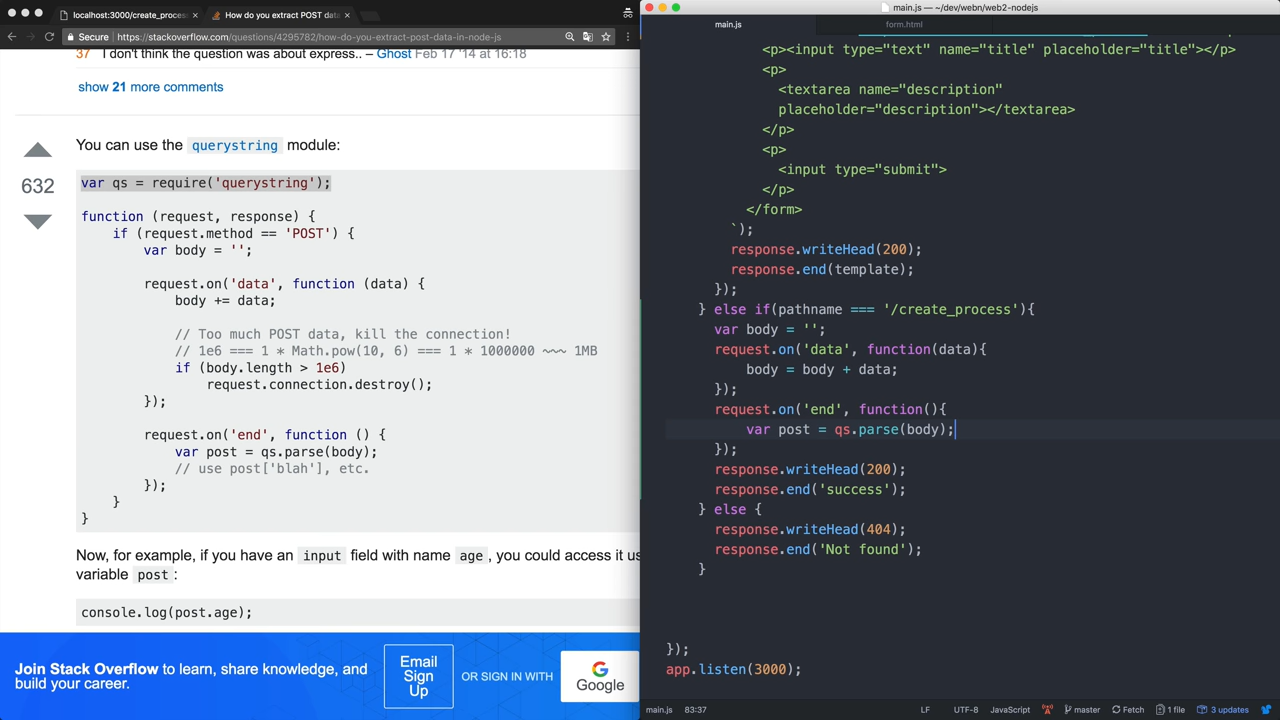 localhost:3000/create_proces
How do you extract POST data
Secure
https://stackoverflow.com/questions/4295782/how-do-you-extract-post-data-in-node-js
37 I don't think the question was about express.. – Ghost Feb 17 '14 at 16:18
show 21 more comments
You can use the querystring module:
632
var qs = require('querystring');
function (request, response) {
if (request.method == 'POST') {
var body = '';
request.on('data', function (data) {
body += data;
// Too much POST data, kill the connection!
// 1e6 === 1 * Math.pow(10, 6) === 1 * 1000000 ~~~ 1MB
if (body.length > 1e6)
request.connection.destroy();
});
request.on('end', function () {
var post = qs.parse(body);
// use post['blah'], etc.
});
}
}
Now, for example, if you have an input field with name age, you could access it us
variable post:
console.log(post.age);
Join Stack Overflow to learn, share knowledge, and
build your career.
Email
Sign
Up
OR SIGN IN WITH
Google
main.js — ~/dev/webn/web2-nodejs
main.js
form.html
<p><input type="text" name="title" placeholder="title"></p>
<p>
<textarea name="description"
placeholder="description"></textarea>
</p>
<p>
<input type="submit">
</p>
</form>
`);
response.writeHead(200);
response.end(template);
});
} else if(pathname === '/create_process'){
var body = '';
request.on('data', function(data){
body = body + data;
});
request.on('end', function(){
var post = qs.parse(body);
});
response.writeHead(200);
response.end('success');
} else {
response.writeHead(404);
response.end('Not found');
}
});
app.listen(3000);
main.js 83:37
LF UTF-8 JavaScript master Fetch 1 file 3 updates